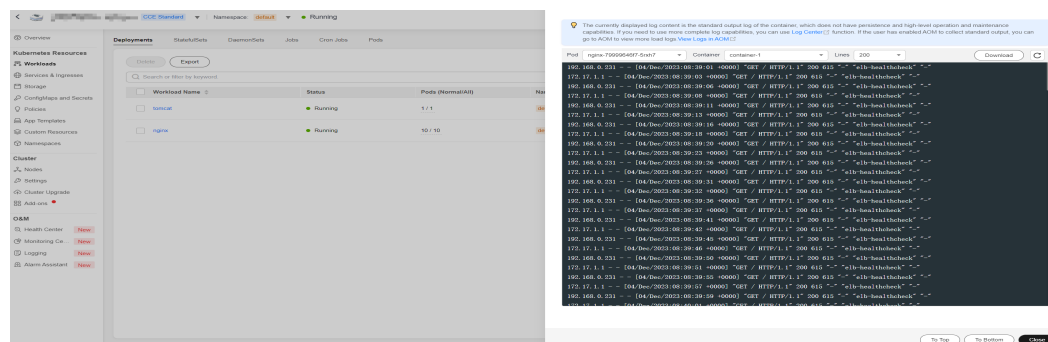 CCE Standard Namespace: default Running
Overview
Kubernetes Resources
Workloads
Services & Ingresses
Storage
ConfigMaps and Secrets
Policies
App Templates
Custom Resources
Namespaces
Cluster
Nodes
Settings
Cluster Upgrade
Add-ons
O&M
Health Center New
Monitoring Ce... New
Logging New
Alarm Assistant New
Deployments StatefulSets DaemonSets Jobs Cron Jobs Pods
Delete Export
Search or filter by keyword.
Workload Name Status Pods (Normal/All) Nar
tomcat Running 1 / 1 de
nginx Running 10 / 10 de
The currently displayed log content is the standard output log of the container, which does not have persistence and high-level operation and maintenance
capabilities. If you need to use more complete log capabilities, you can use Log Center function. If the user has enabled AOM to collect standard output, you can
go to AOM to view more load logs.View Logs in AOM
Pod nginx-79999646f7-5rxh7 Container container-1 Lines 200 Download
192.168.0.231 - - [04/Dec/2023:08:39:01 +0000] "GET / HTTP/1.1" 200 615 "-" "elb-healthcheck" "-"
172.17.1.1 - - [04/Dec/2023:08:39:03 +0000] "GET / HTTP/1.1" 200 615 "-" "elb-healthcheck" "-"
192.168.0.231 - - [04/Dec/2023:08:39:06 +0000] "GET / HTTP/1.1" 200 615 "-" "elb-healthcheck" "-"
172.17.1.1 - - [04/Dec/2023:08:39:08 +0000] "GET / HTTP/1.1" 200 615 "-" "elb-healthcheck" "-"
192.168.0.231 - - [04/Dec/2023:08:39:11 +0000] "GET / HTTP/1.1" 200 615 "-" "elb-healthcheck" "-"
172.17.1.1 - - [04/Dec/2023:08:39:13 +0000] "GET / HTTP/1.1" 200 615 "-" "elb-healthcheck" "-"
192.168.0.231 - - [04/Dec/2023:08:39:16 +0000] "GET / HTTP/1.1" 200 615 "-" "elb-healthcheck" "-"
172.17.1.1 - - [04/Dec/2023:08:39:18 +0000] "GET / HTTP/1.1" 200 615 "-" "elb-healthcheck" "-"
192.168.0.231 - - [04/Dec/2023:08:39:20 +0000] "GET / HTTP/1.1" 200 615 "-" "elb-healthcheck" "-"
172.17.1.1 - - [04/Dec/2023:08:39:23 +0000] "GET / HTTP/1.1" 200 615 "-" "elb-healthcheck" "-"
192.168.0.231 - - [04/Dec/2023:08:39:26 +0000] "GET / HTTP/1.1" 200 615 "-" "elb-healthcheck" "-"
172.17.1.1 - - [04/Dec/2023:08:39:27 +0000] "GET / HTTP/1.1" 200 615 "-" "elb-healthcheck" "-"
192.168.0.231 - - [04/Dec/2023:08:39:31 +0000] "GET / HTTP/1.1" 200 615 "-" "elb-healthcheck" "-"
172.17.1.1 - - [04/Dec/2023:08:39:32 +0000] "GET / HTTP/1.1" 200 615 "-" "elb-healthcheck" "-"
192.168.0.231 - - [04/Dec/2023:08:39:36 +0000] "GET / HTTP/1.1" 200 615 "-" "elb-healthcheck" "-"
172.17.1.1 - - [04/Dec/2023:08:39:37 +0000] "GET / HTTP/1.1" 200 615 "-" "elb-healthcheck" "-"
192.168.0.231 - - [04/Dec/2023:08:39:41 +0000] "GET / HTTP/1.1" 200 615 "-" "elb-healthcheck" "-"
172.17.1.1 - - [04/Dec/2023:08:39:42 +0000] "GET / HTTP/1.1" 200 615 "-" "elb-healthcheck" "-"
192.168.0.231 - - [04/Dec/2023:08:39:45 +0000] "GET / HTTP/1.1" 200 615 "-" "elb-healthcheck" "-"
172.17.1.1 - - [04/Dec/2023:08:39:46 +0000] "GET / HTTP/1.1" 200 615 "-" "elb-healthcheck" "-"
192.168.0.231 - - [04/Dec/2023:08:39:50 +0000] "GET / HTTP/1.1" 200 615 "-" "elb-healthcheck" "-"
172.17.1.1 - - [04/Dec/2023:08:39:51 +0000] "GET / HTTP/1.1" 200 615 "-" "elb-healthcheck" "-"
192.168.0.231 - - [04/Dec/2023:08:39:55 +0000] "GET / HTTP/1.1" 200 615 "-" "elb-healthcheck" "-"
172.17.1.1 - - [04/Dec/2023:08:39:57 +0000] "GET / HTTP/1.1" 200 615 "-" "elb-healthcheck" "-"
192.168.0.231 - - [04/Dec/2023:08:39:59 +0000] "GET / HTTP/1.1" 200 615 "-" "elb-healthcheck" "-"
172.17.1.1 - - [04/Dec/2023:08:40:01 +0000] "GET / HTTP/1.1" 200 615 "-" "elb-healthcheck" "-"
To Top To Bottom Close